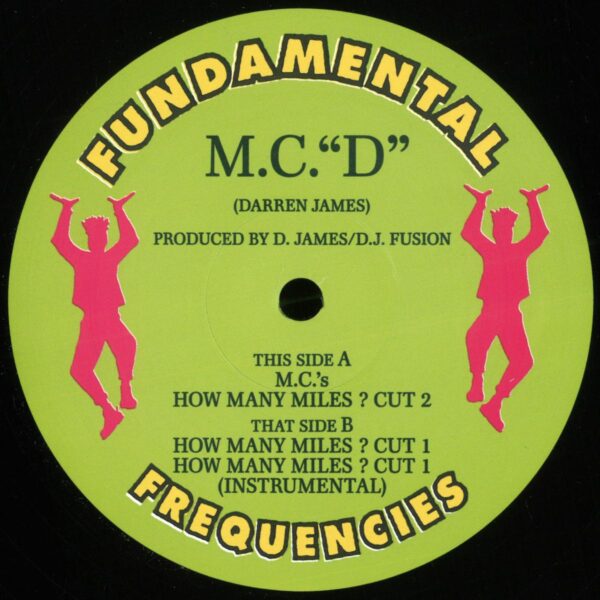 FUNDAMENTAL
M.C. “D”
(DARREN JAMES)
PRODUCED BY D. JAMES/D.J. FUSION
THIS SIDE A
M.C.'s
HOW MANY MILES ? CUT 2
THAT SIDE B
HOW MANY MILES ? CUT 1
HOW MANY MILES ? CUT 1
(INSTRUMENTAL)
FREQUENCIES